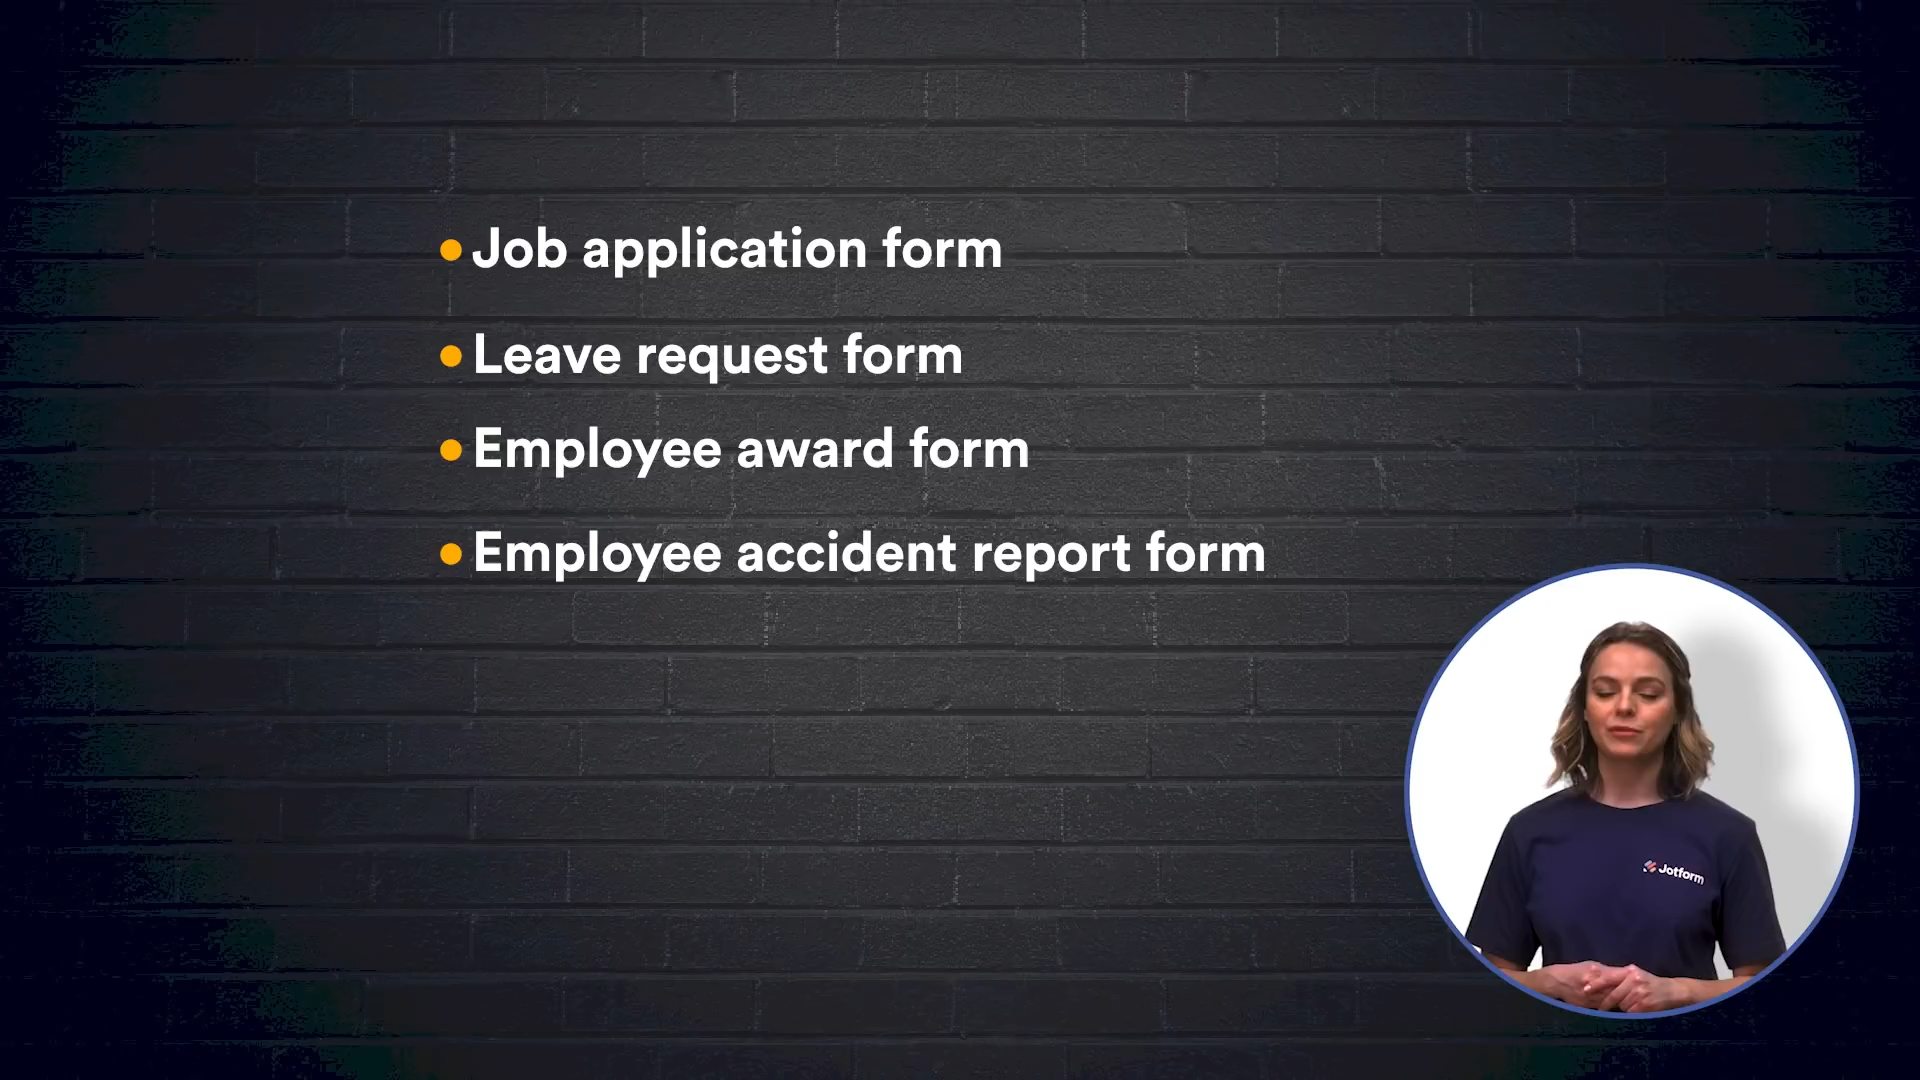 Job application form
Leave request form
Employee award form
Employee accident report form
Jotform